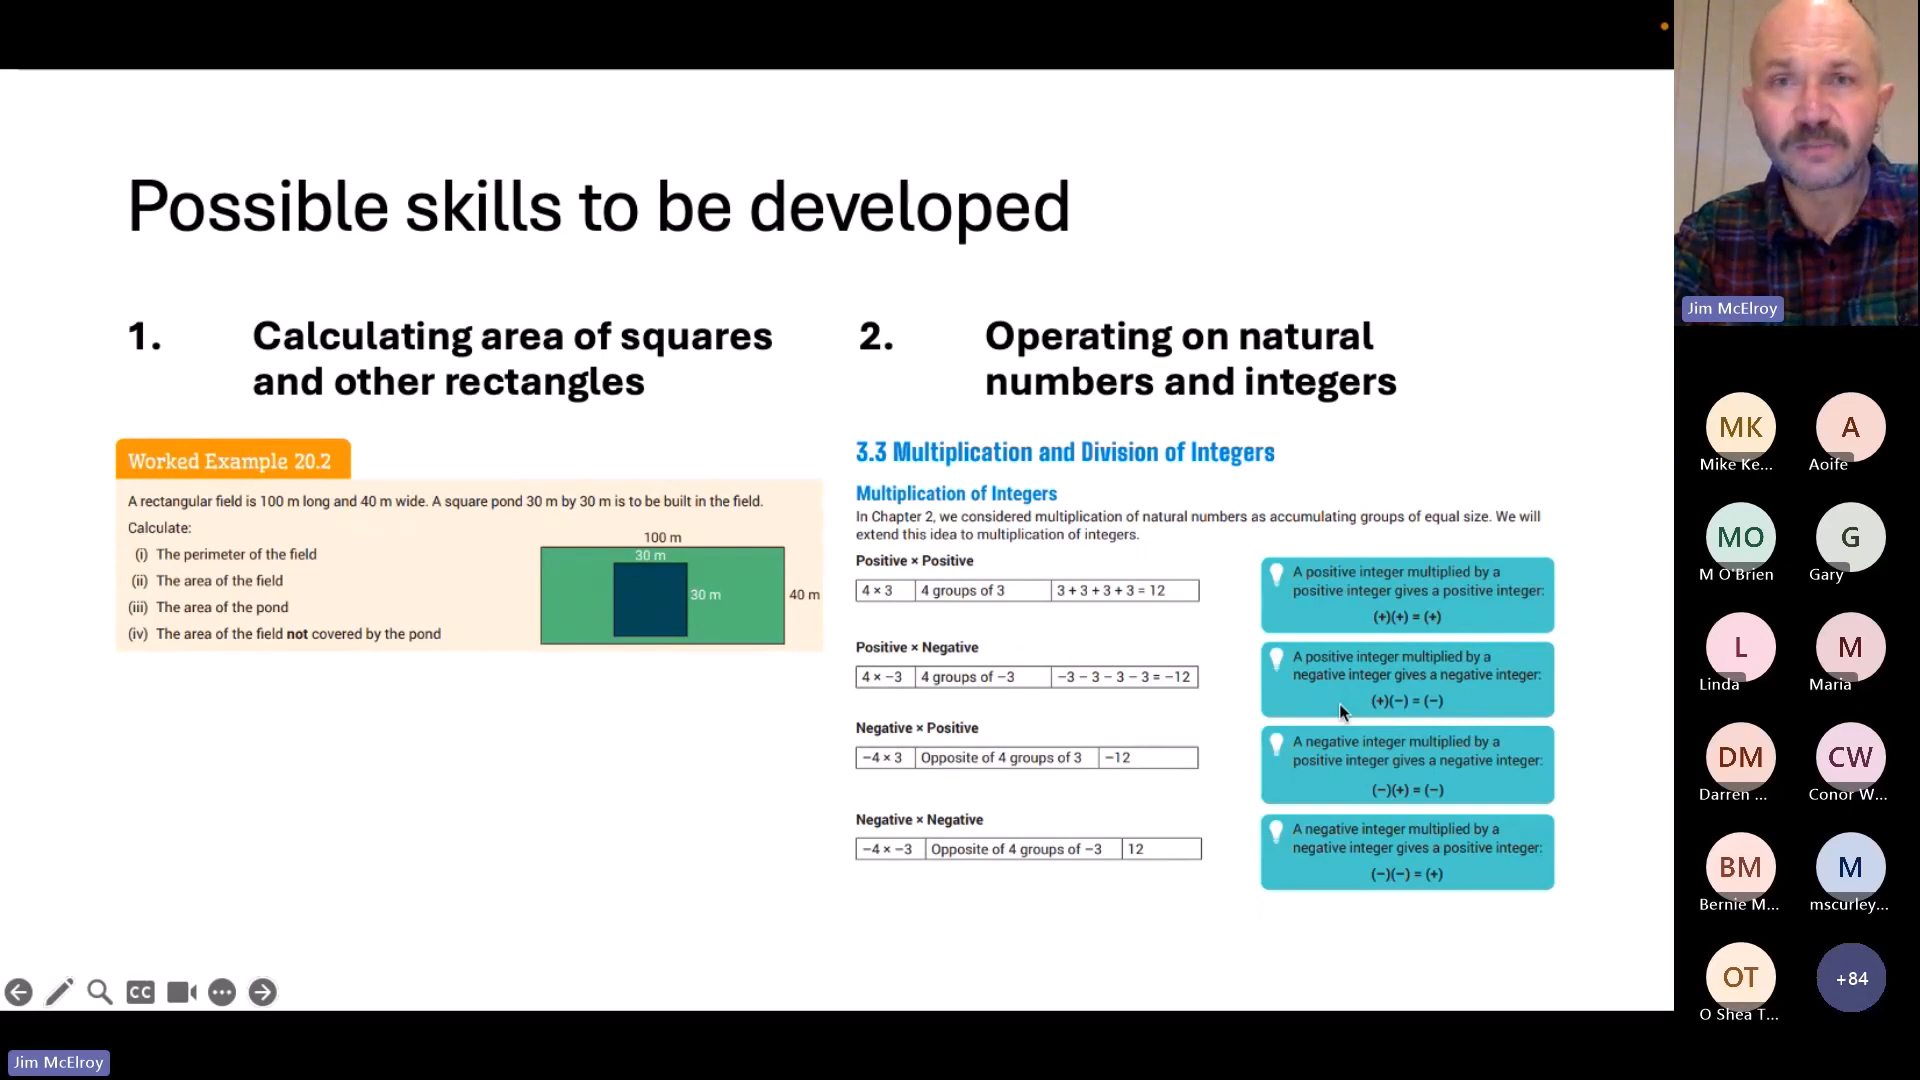 Possible skills to be developed
1. Calculating area of squares
and other rectangles
Worked Example 20.2
A rectangular field is 100 m long and 40 m wide. A square pond 30 m by 30 m is to be built in the field.
Calculate:
(i) The perimeter of the field
(ii) The area of the field
(iii) The area of the pond
(iv) The area of the field not covered by the pond
100 m
30 m
30 m
40 m
2. Operating on natural
numbers and integers
3.3 Multiplication and Division of Integers
Multiplication of Integers
In Chapter 2, we considered multiplication of natural numbers as accumulating groups of equal size. We will
extend this idea to multiplication of integers.
Positive × Positive
4 × 3 4 groups of 3 3 + 3 + 3 + 3 = 12
Positive × Negative
4 × −3 4 groups of −3 −3 − 3 − 3 − 3 = −12
Negative × Positive
−4 × 3 Opposite of 4 groups of 3 −12
Negative × Negative
−4 × −3 Opposite of 4 groups of −3 12
A positive integer multiplied by a
positive integer gives a positive integer:
(+)(+) = (+)
A positive integer multiplied by a
negative integer gives a negative integer:
(+)(−) = (−)
A negative integer multiplied by a
positive integer gives a negative integer:
(−)(+) = (−)
A negative integer multiplied by a
negative integer gives a positive integer:
(−)(−) = (+)
CC
Jim McElroy
Jim McElroy
MK A
Mike Ke... Aoife
MO G
M O'Brien Gary
L M
Linda Maria
DM CW
Darren ... Conor W...
BM M
Bernie M... mscurley...
OT +84
O Shea T...